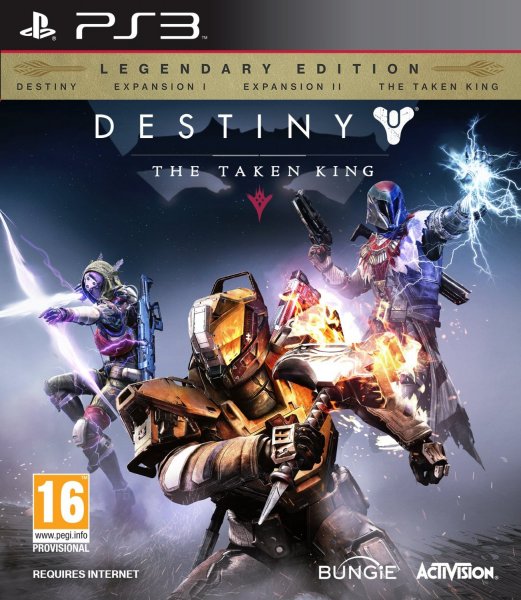 PS3
LEGENDARY EDITION
DESTINY EXPANSION I EXPANSION II THE TAKEN KING
DESTINY
THE TAKEN KING
16
www.pegi.info
PROVISIONAL
REQUIRES INTERNET
BUNGiE ACTIVISION